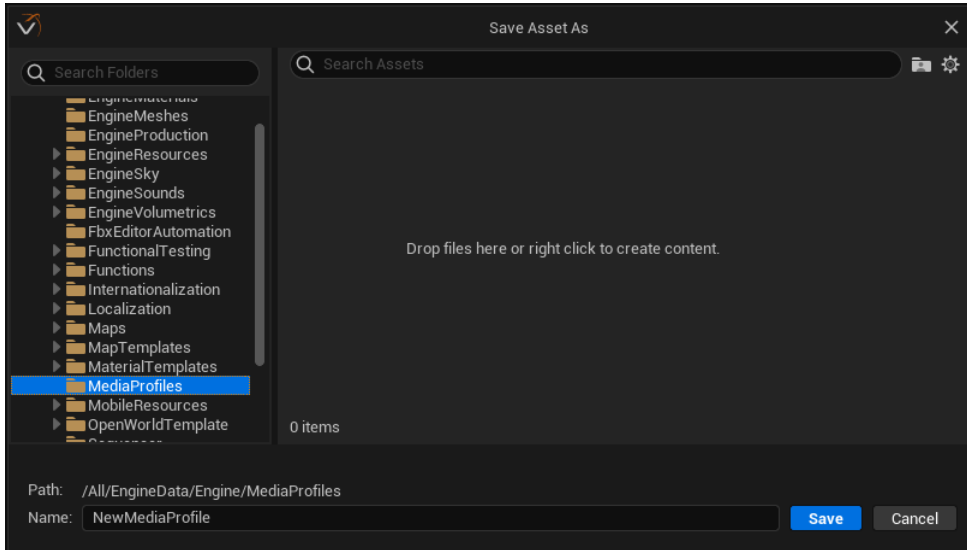 Save Asset As
Search Folders
Search Assets
EngineMaterials
EngineMeshes
EngineProduction
EngineResources
EngineSky
EngineSounds
EngineVolumetrics
FbxEditorAutomation
FunctionalTesting
Functions
Internationalization
Localization
Maps
MapTemplates
MaterialTemplates
MediaProfiles
MobileResources
OpenWorldTemplate
Sequencer
Drop files here or right click to create content.
0 items
Path: /All/EngineData/Engine/MediaProfiles
Name: NewMediaProfile
Save Cancel